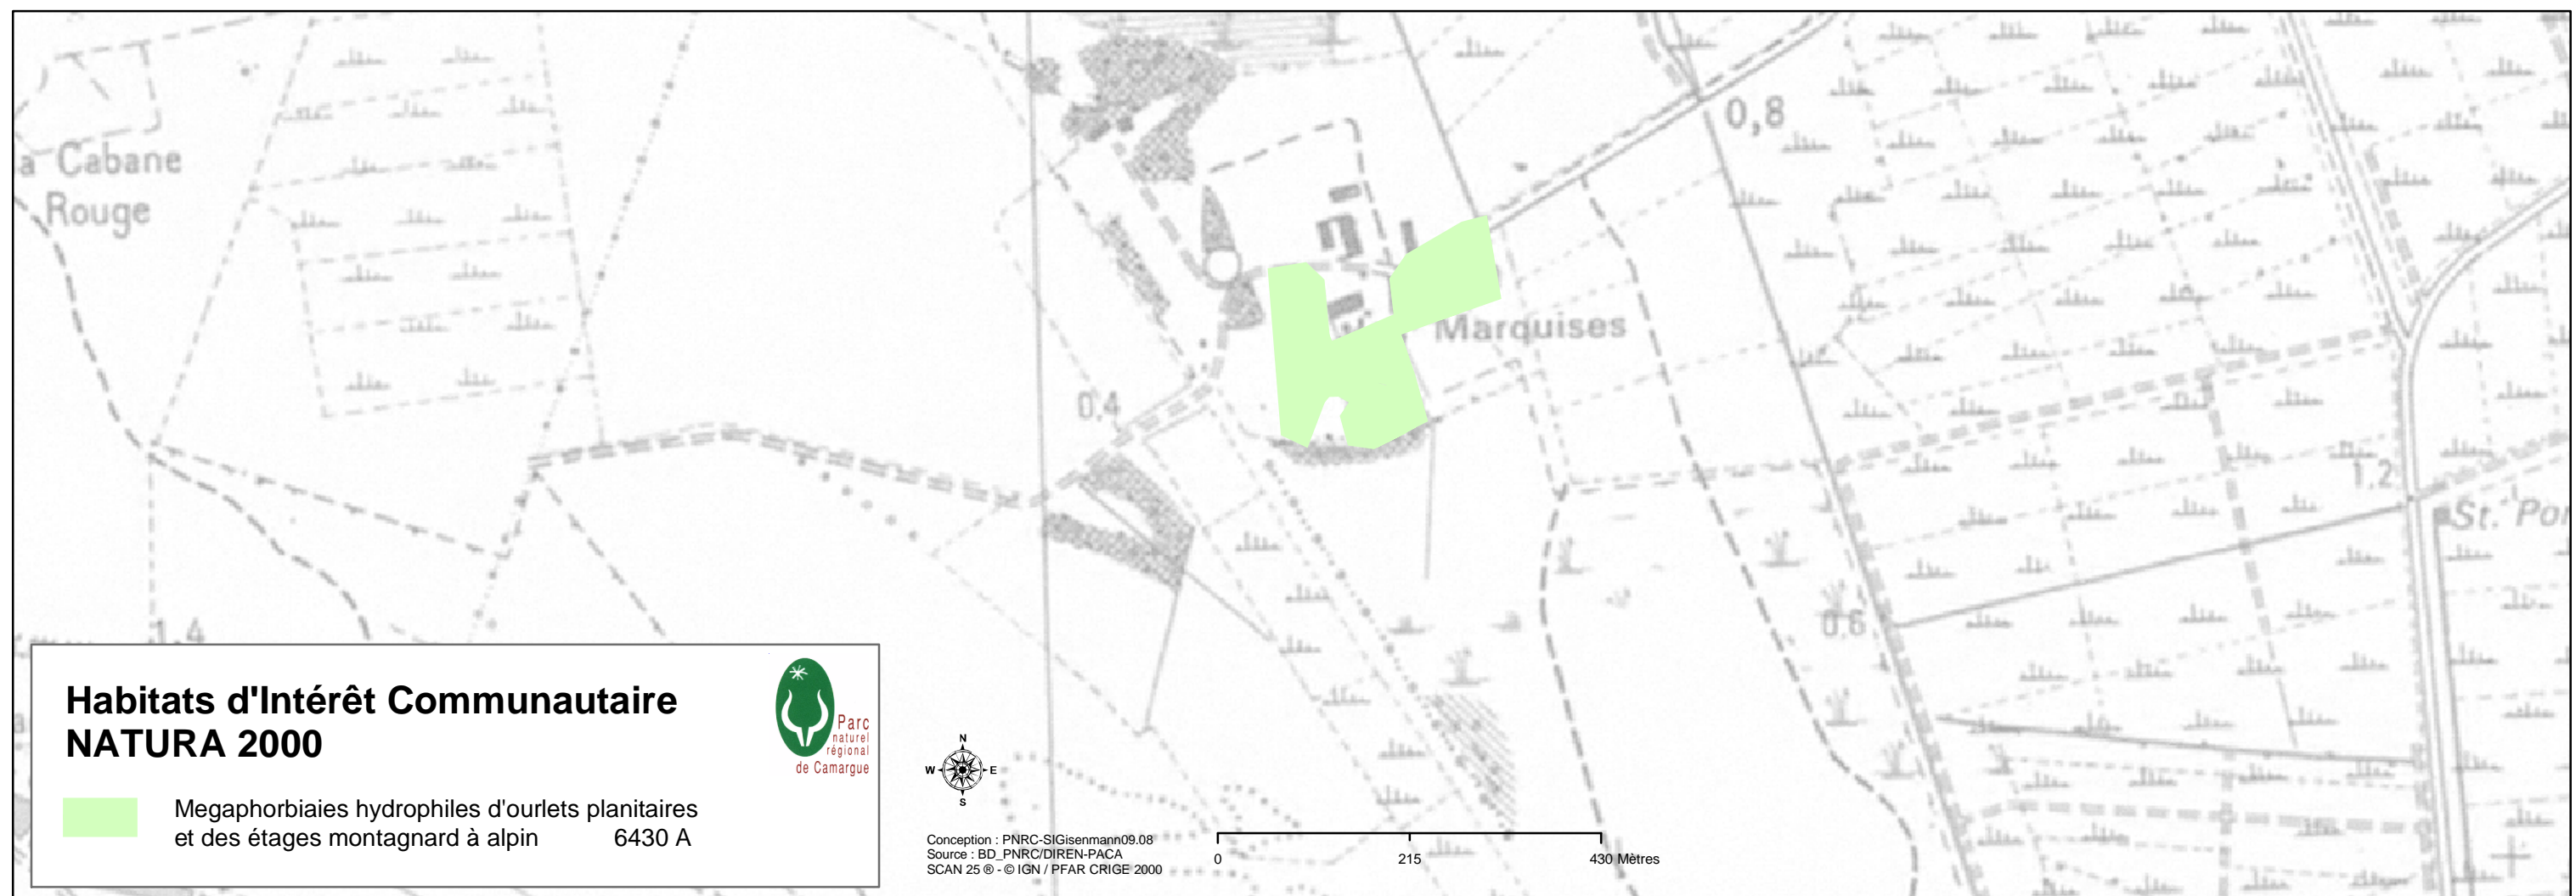 a Cabane
Rouge
0,8
Marquises
0,4
1,2
St.
1,4
0,6
Habitats d'Intérêt Communautaire
NATURA 2000
Parc
naturel
régional
de Camargue
Megaphorbiaies hydrophiles d'ourlets planitaires
et des étages montagnard à alpin 6430 A
N
W E
S
Conception : PNRC-SIGisenmann09.08
Source : BD_PNRC/DIREN-PACA
SCAN 25 ® - © IGN / PFAR CRIGE 2000
0 215 430 Mètres